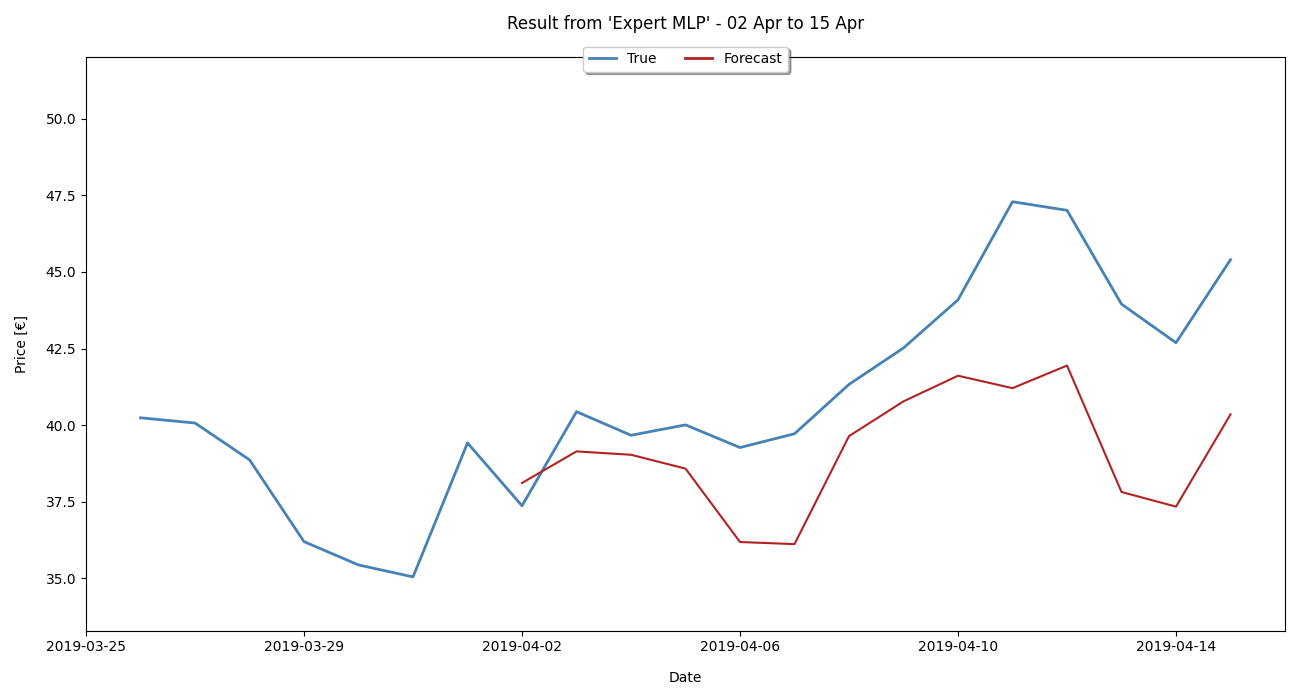 Result from 'Expert MLP' - 02 Apr to 15 Apr
True Forecast
50.0
47.5
45.0
42.5
40.0
37.5
35.0
Price [€]
2019-03-25 2019-03-29 2019-04-02 2019-04-06 2019-04-10 2019-04-14
Date